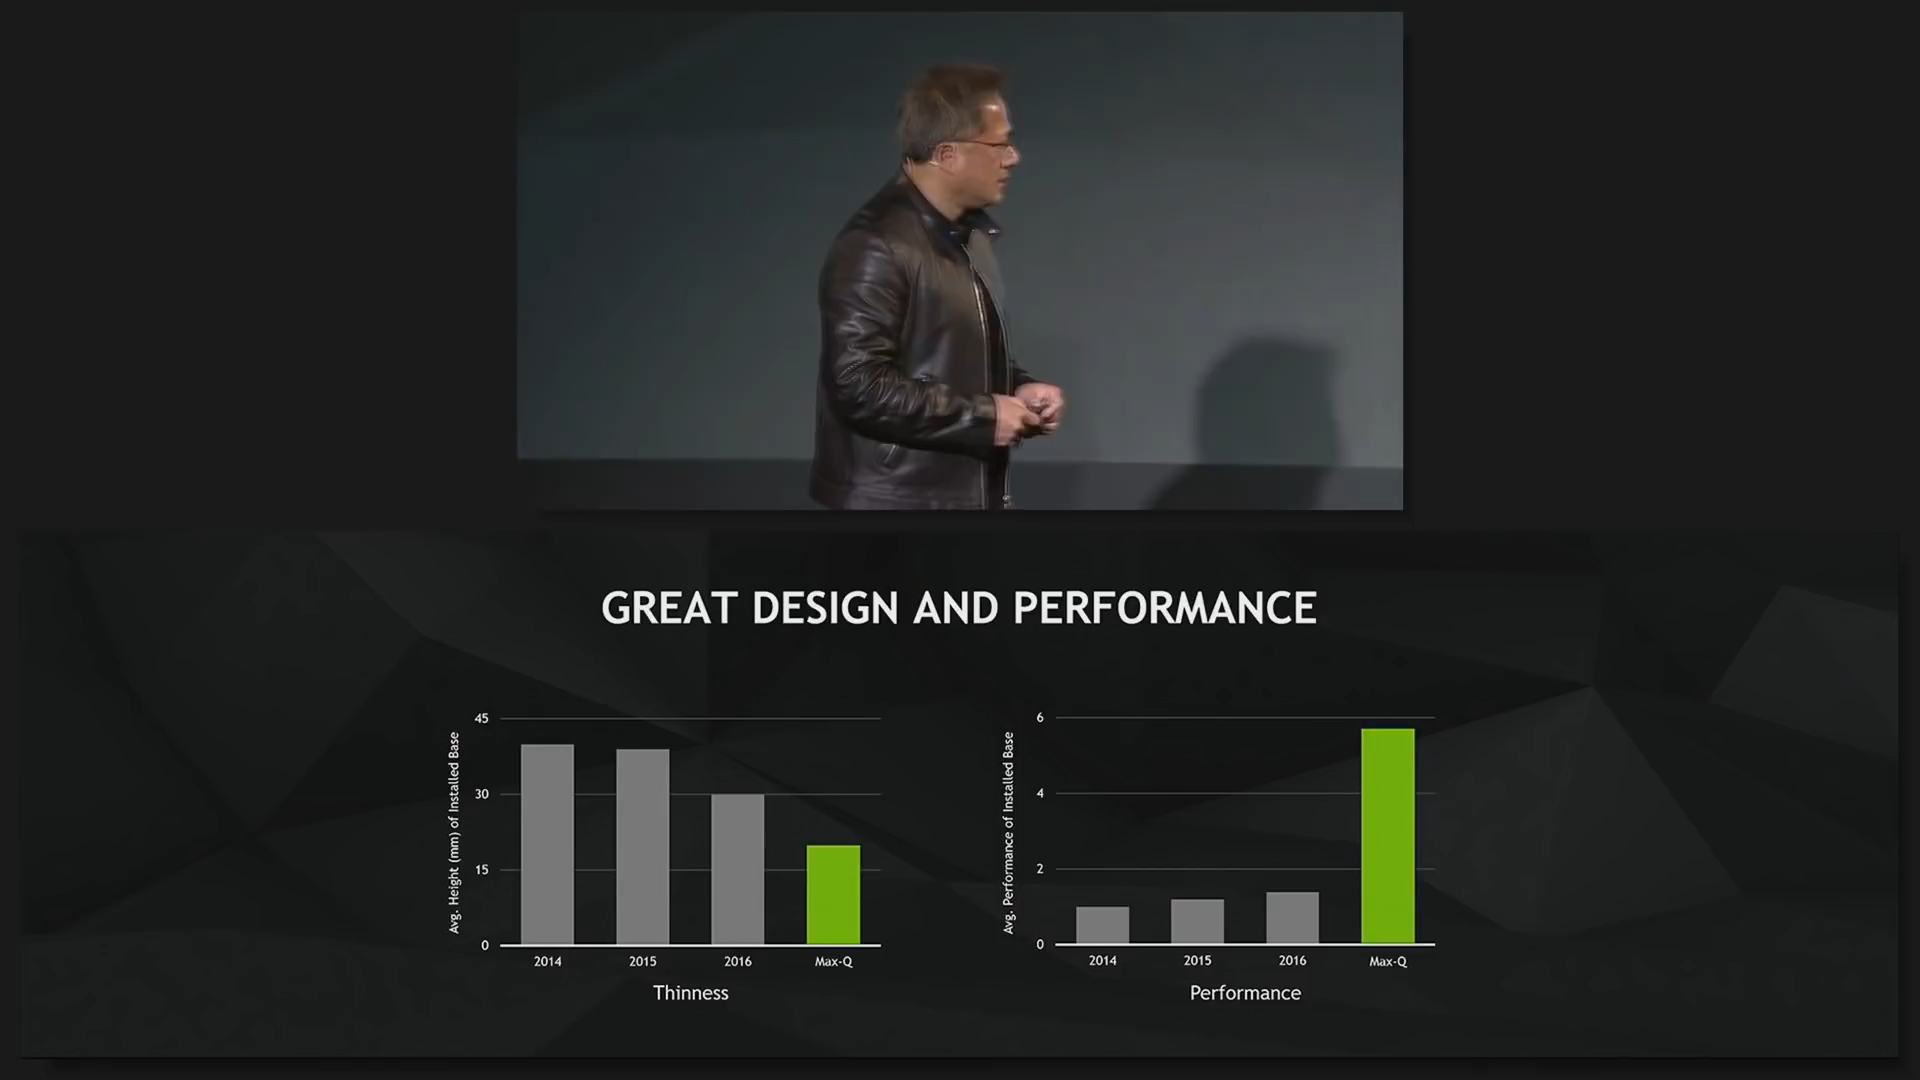 GREAT DESIGN AND PERFORMANCE
Avg. Height (mm) of Installed Base
45
30
15
0
2014 2015 2016 Max-Q
Thinness
Avg. Performance of Installed Base
6
4
2
0
2014 2015 2016 Max-Q
Performance